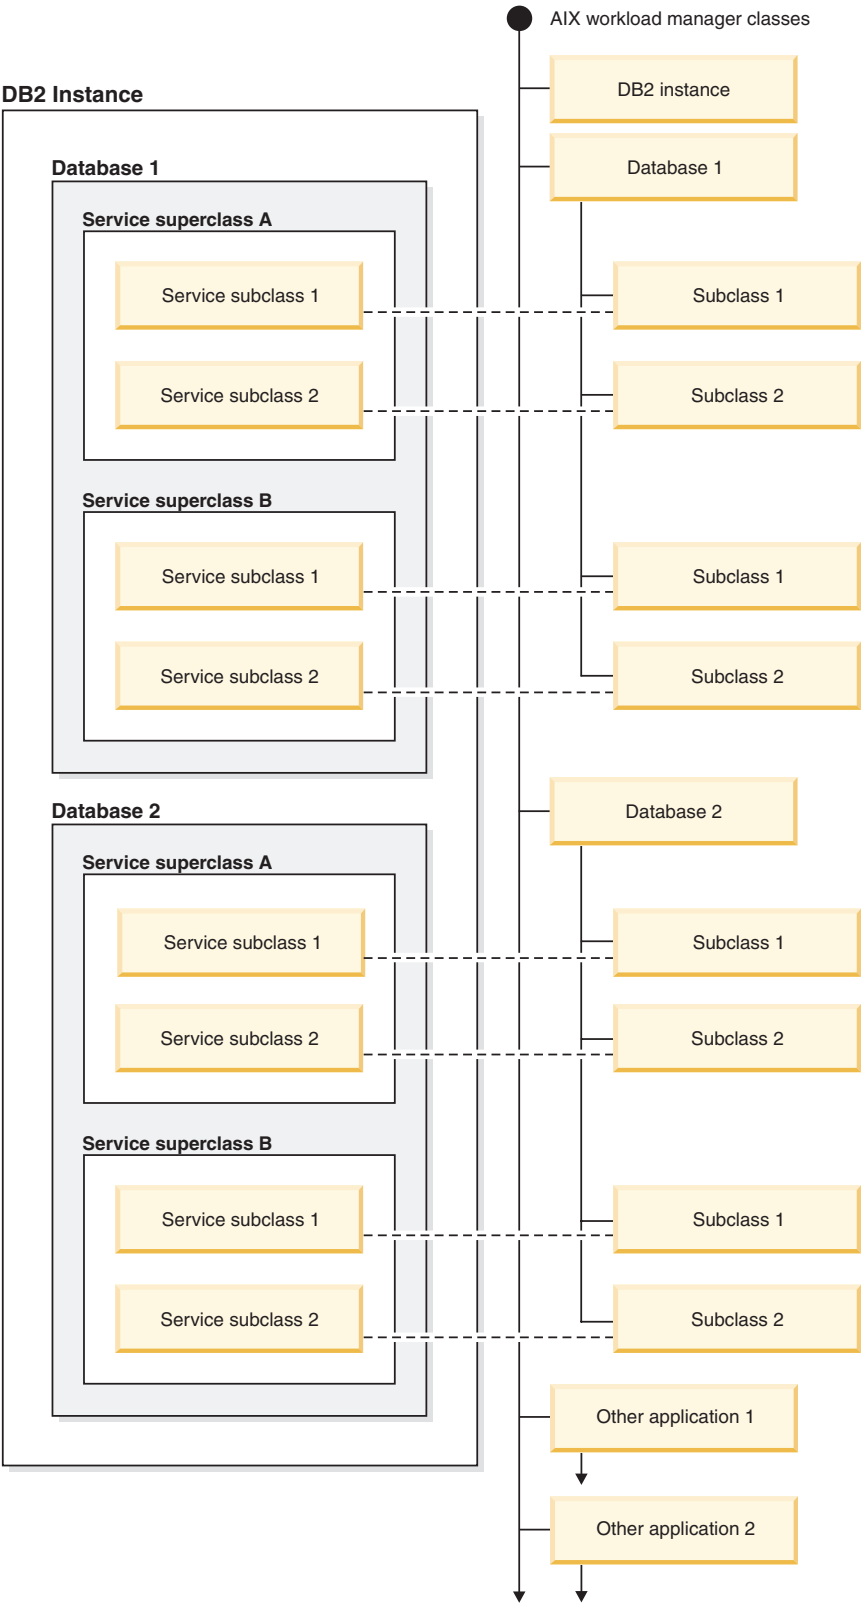 AIX workload manager classes
DB2 Instance
DB2 instance
Database 1
Database 1
Service superclass A
Service subclass 1
Subclass 1
Service subclass 2
Subclass 2
Service superclass B
Service subclass 1
Subclass 1
Service subclass 2
Subclass 2
Database 2
Database 2
Service superclass A
Service subclass 1
Subclass 1
Service subclass 2
Subclass 2
Service superclass B
Service subclass 1
Subclass 1
Service subclass 2
Subclass 2
Other application 1
Other application 2